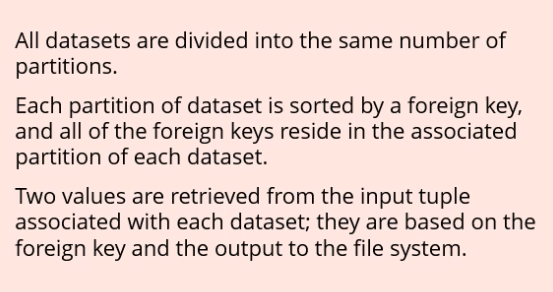 All datasets are divided into the same number of
partitions.
Each partition of dataset is sorted by a foreign key,
and all of the foreign keys reside in the associated
partition of each dataset.
Two values are retrieved from the input tuple
associated with each dataset; they are based on the
foreign key and the output to the file system.